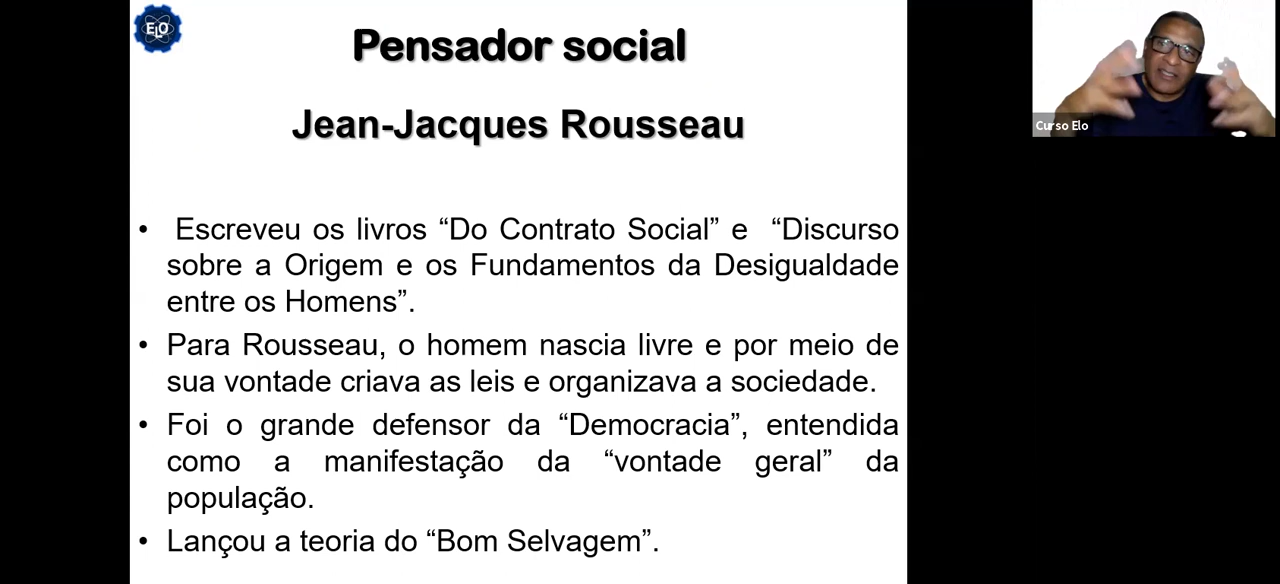 ELO
Pensador social
Jean-Jacques Rousseau
• Escreveu os livros “Do Contrato Social” e “Discurso
sobre a Origem e os Fundamentos da Desigualdade
entre os Homens”.
• Para Rousseau, o homem nascia livre e por meio de
sua vontade criava as leis e organizava a sociedade.
• Foi o grande defensor da “Democracia”, entendida
como a manifestação da “vontade geral” da
população.
• Lançou a teoria do “Bom Selvagem”.
Curso Elo